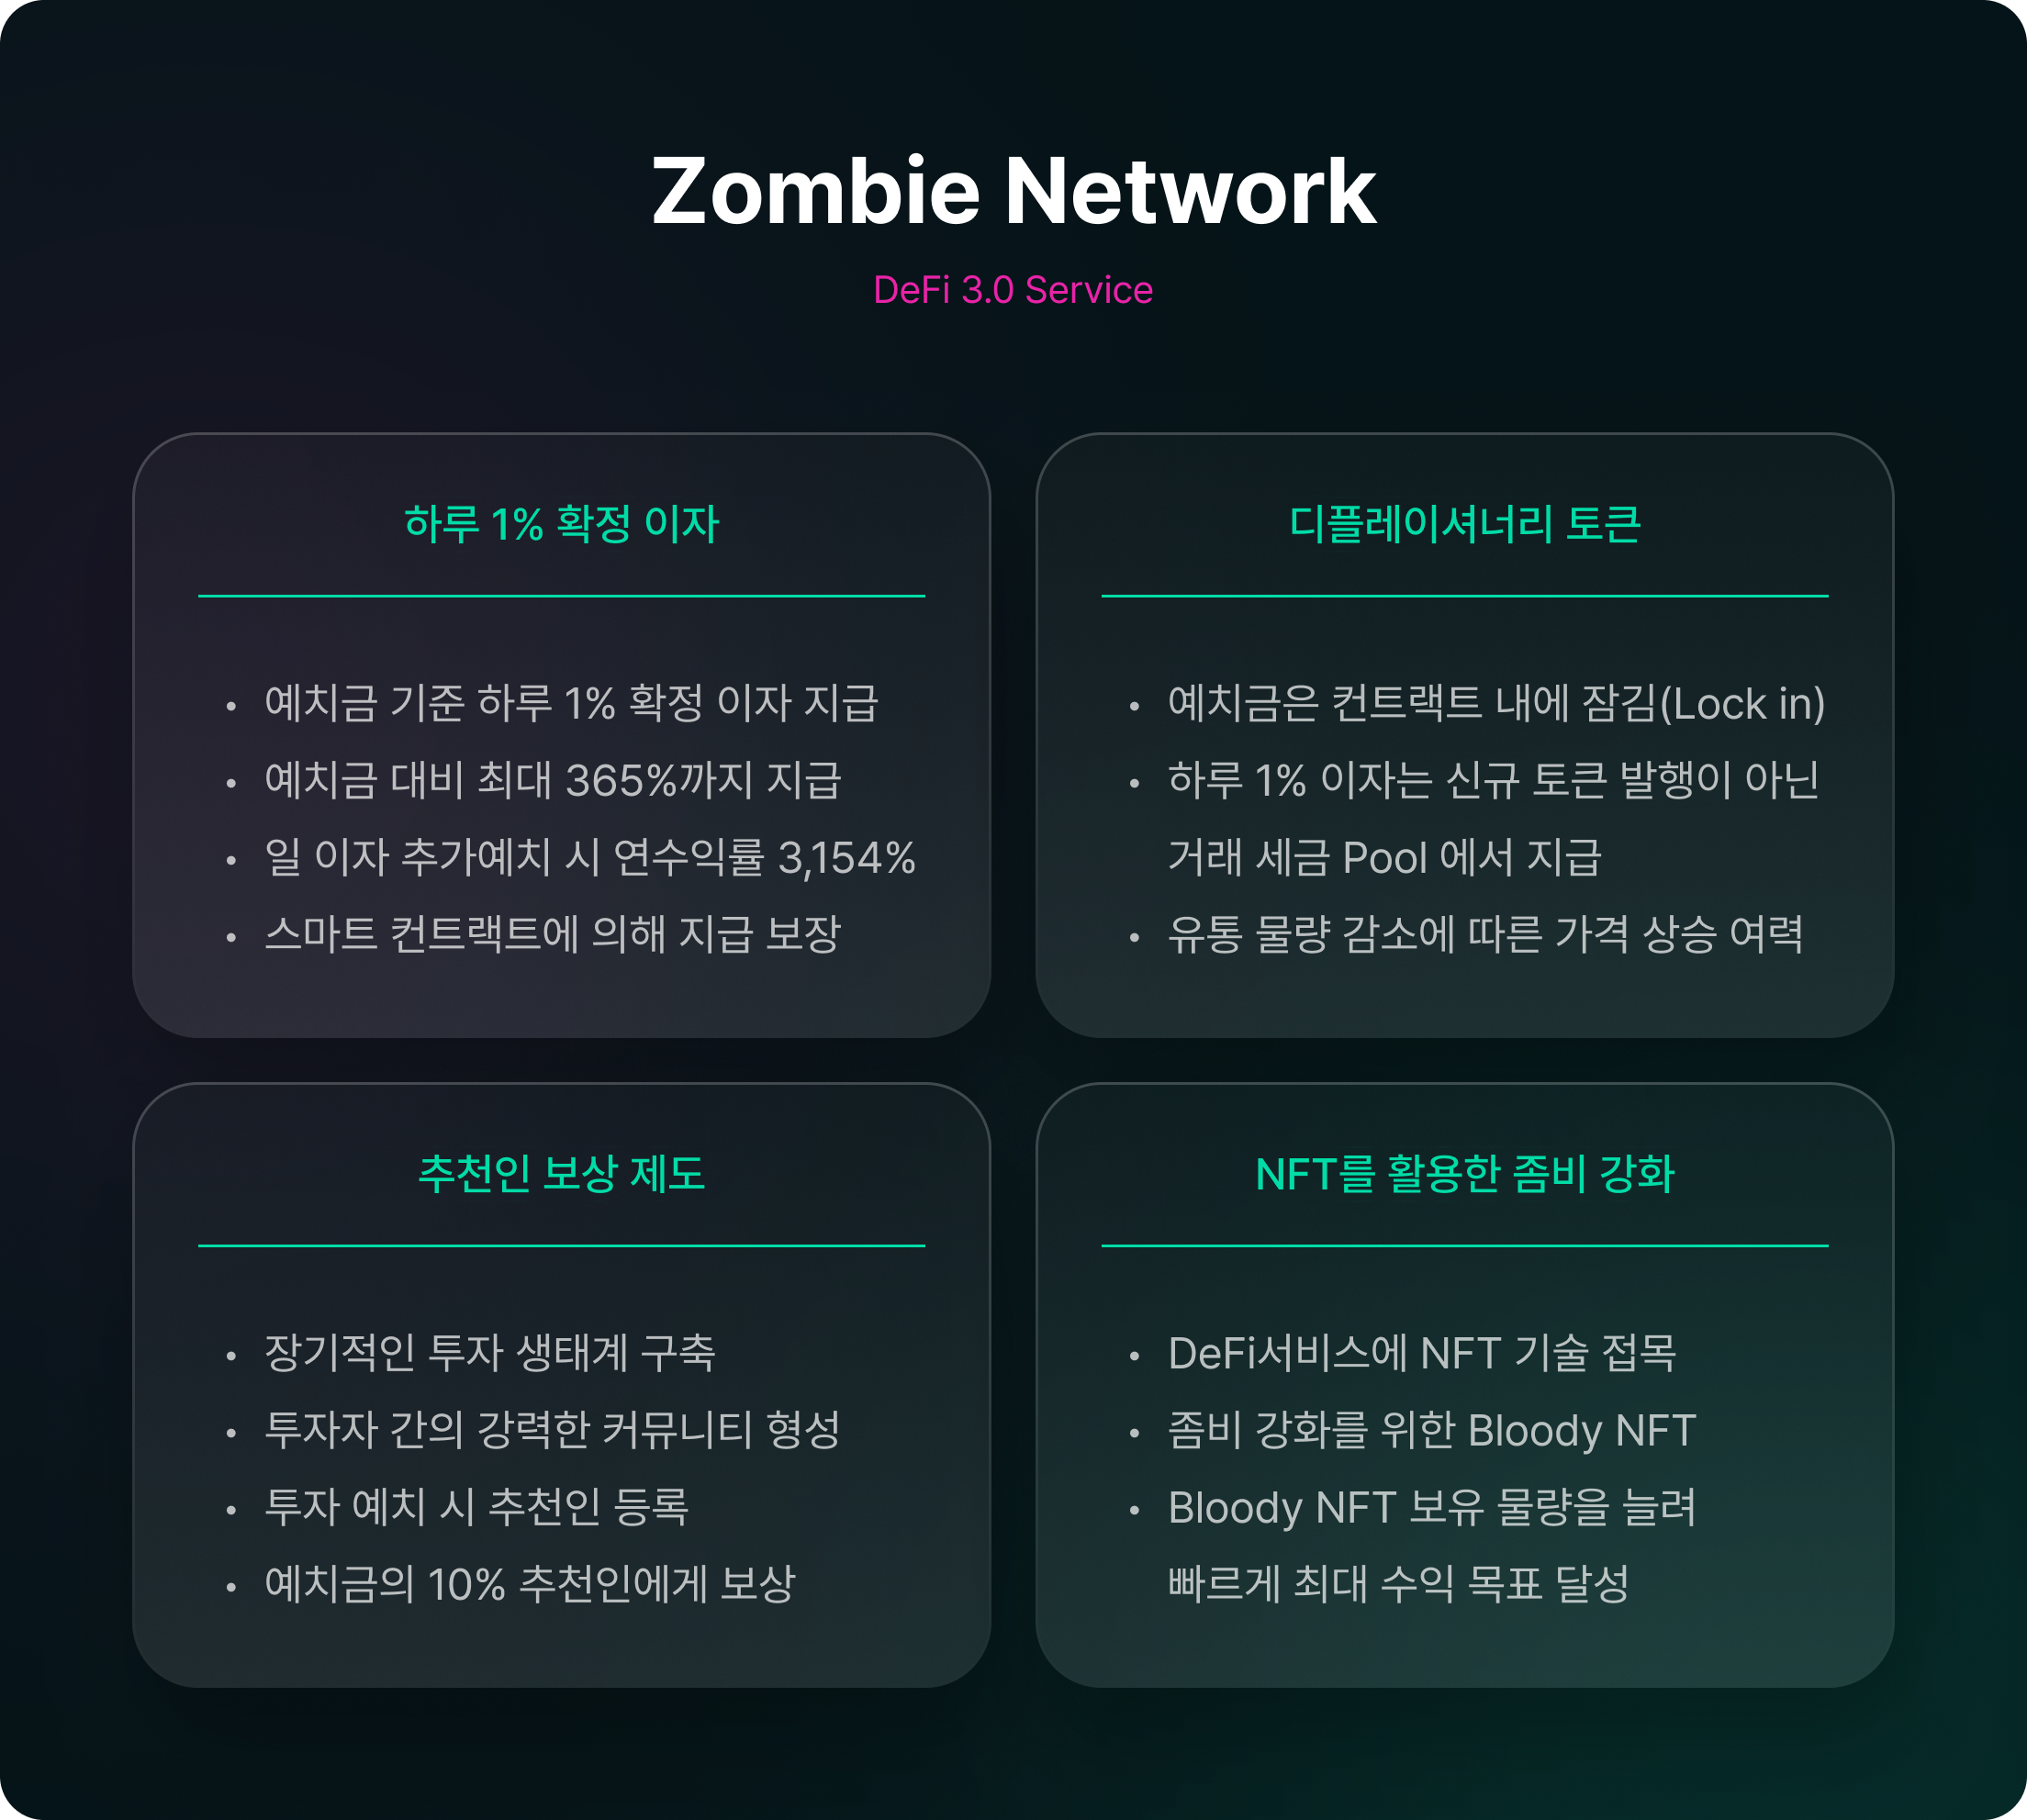 Zombie Network
DeFi 3.0 Service
하루 1% 확정 이자
• 예치금 기준 하루 1% 확정 이자 지급
• 예치금 대비 최대 365%까지 지급
• 일 이자 추가예치 시 연수익률 3,154%
• 스마트 컨트랙트에 의해 지급 보장
디플레이셔너리 토큰
• 예치금은 컨트랙트 내에 잠김(Lock in)
• 하루 1% 이자는 신규 토큰 발행이 아닌
거래 세금 Pool 에서 지급
• 유통 물량 감소에 따른 가격 상승 여력
추천인 보상 제도
• 장기적인 투자 생태계 구축
• 투자자 간의 강력한 커뮤니티 형성
• 투자 예치 시 추천인 등록
• 예치금의 10% 추천인에게 보상
NFT를 활용한 좀비 강화
• DeFi서비스에 NFT 기술 접목
• 좀비 강화를 위한 Bloody NFT
• Bloody NFT 보유 물량을 늘려
빠르게 최대 수익 목표 달성